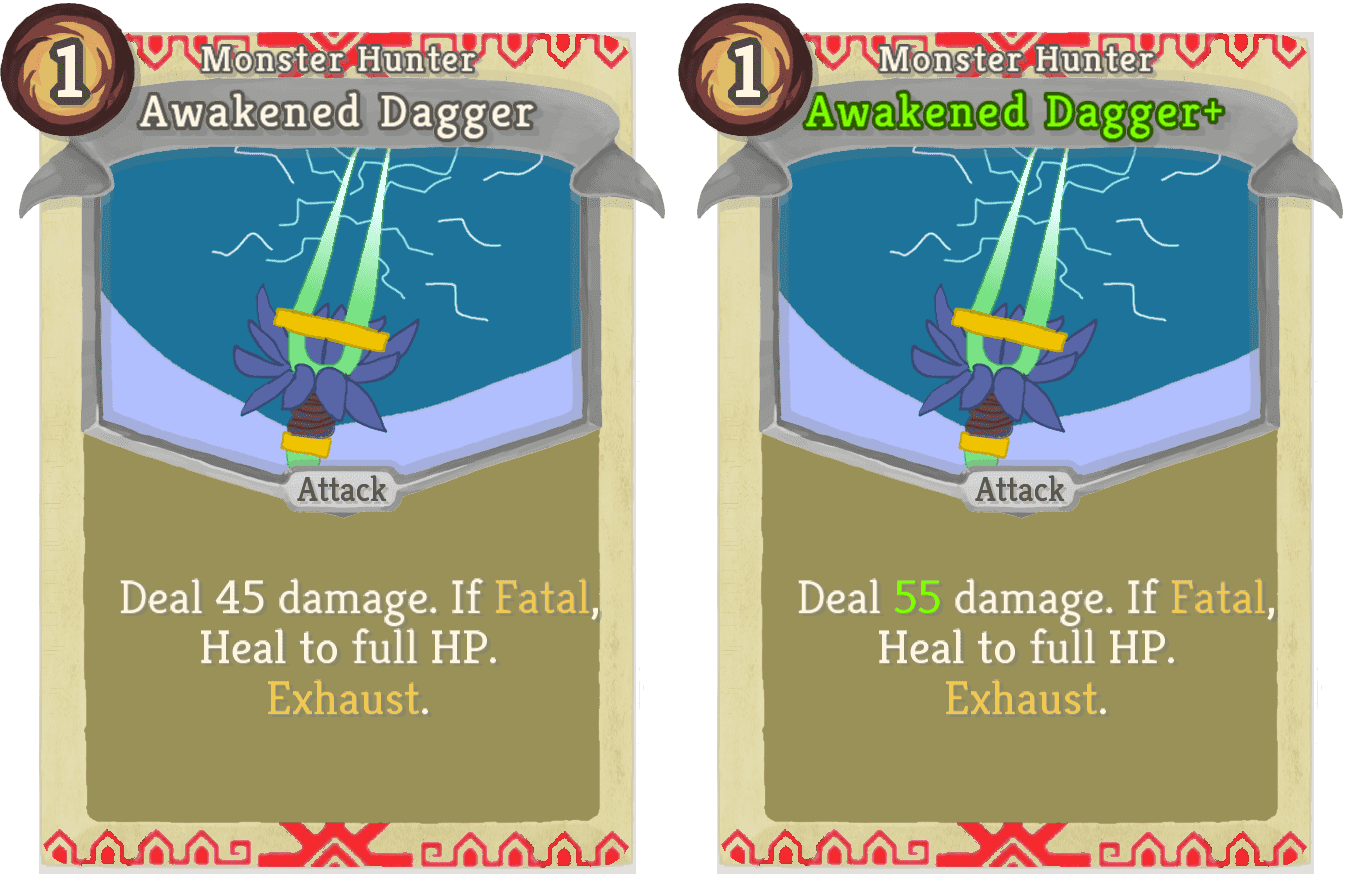 1
Monster Hunter
Awakened Dagger
Attack
Deal 45 damage. If Fatal,
Heal to full HP.
Exhaust.
1
Monster Hunter
Awakened Dagger+
Attack
Deal 55 damage. If Fatal,
Heal to full HP.
Exhaust.